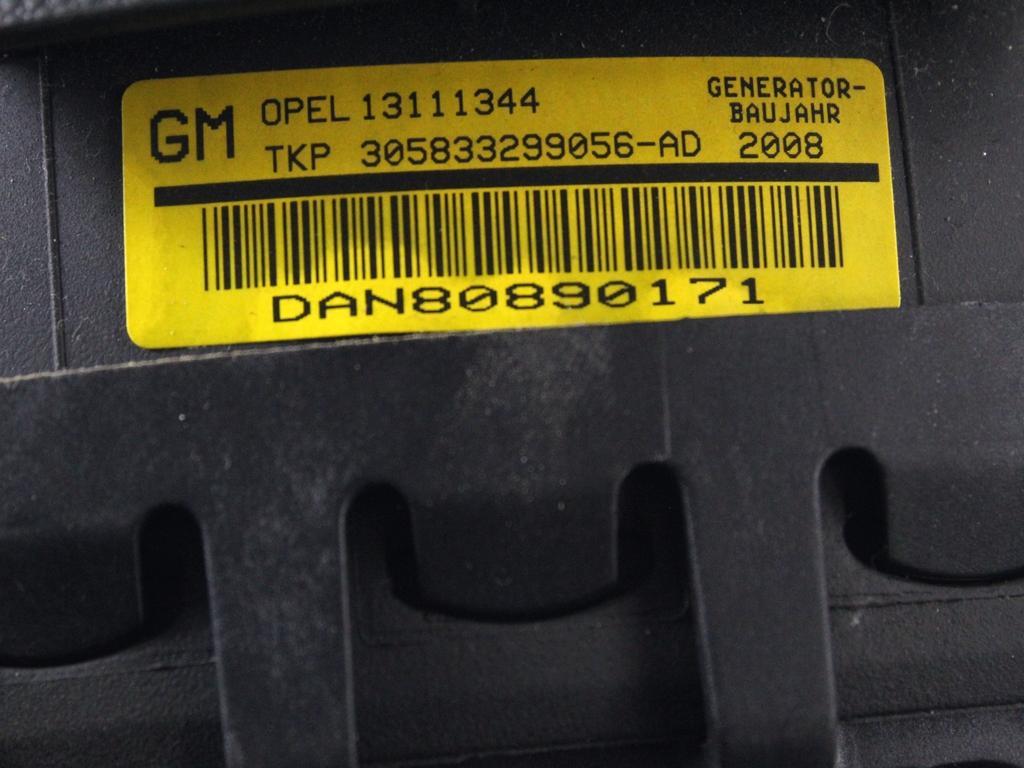 GM OPEL 13111344 GENERATOR-
BAUJAHR
TKP 305833299056-AD 2008
DAN80890171